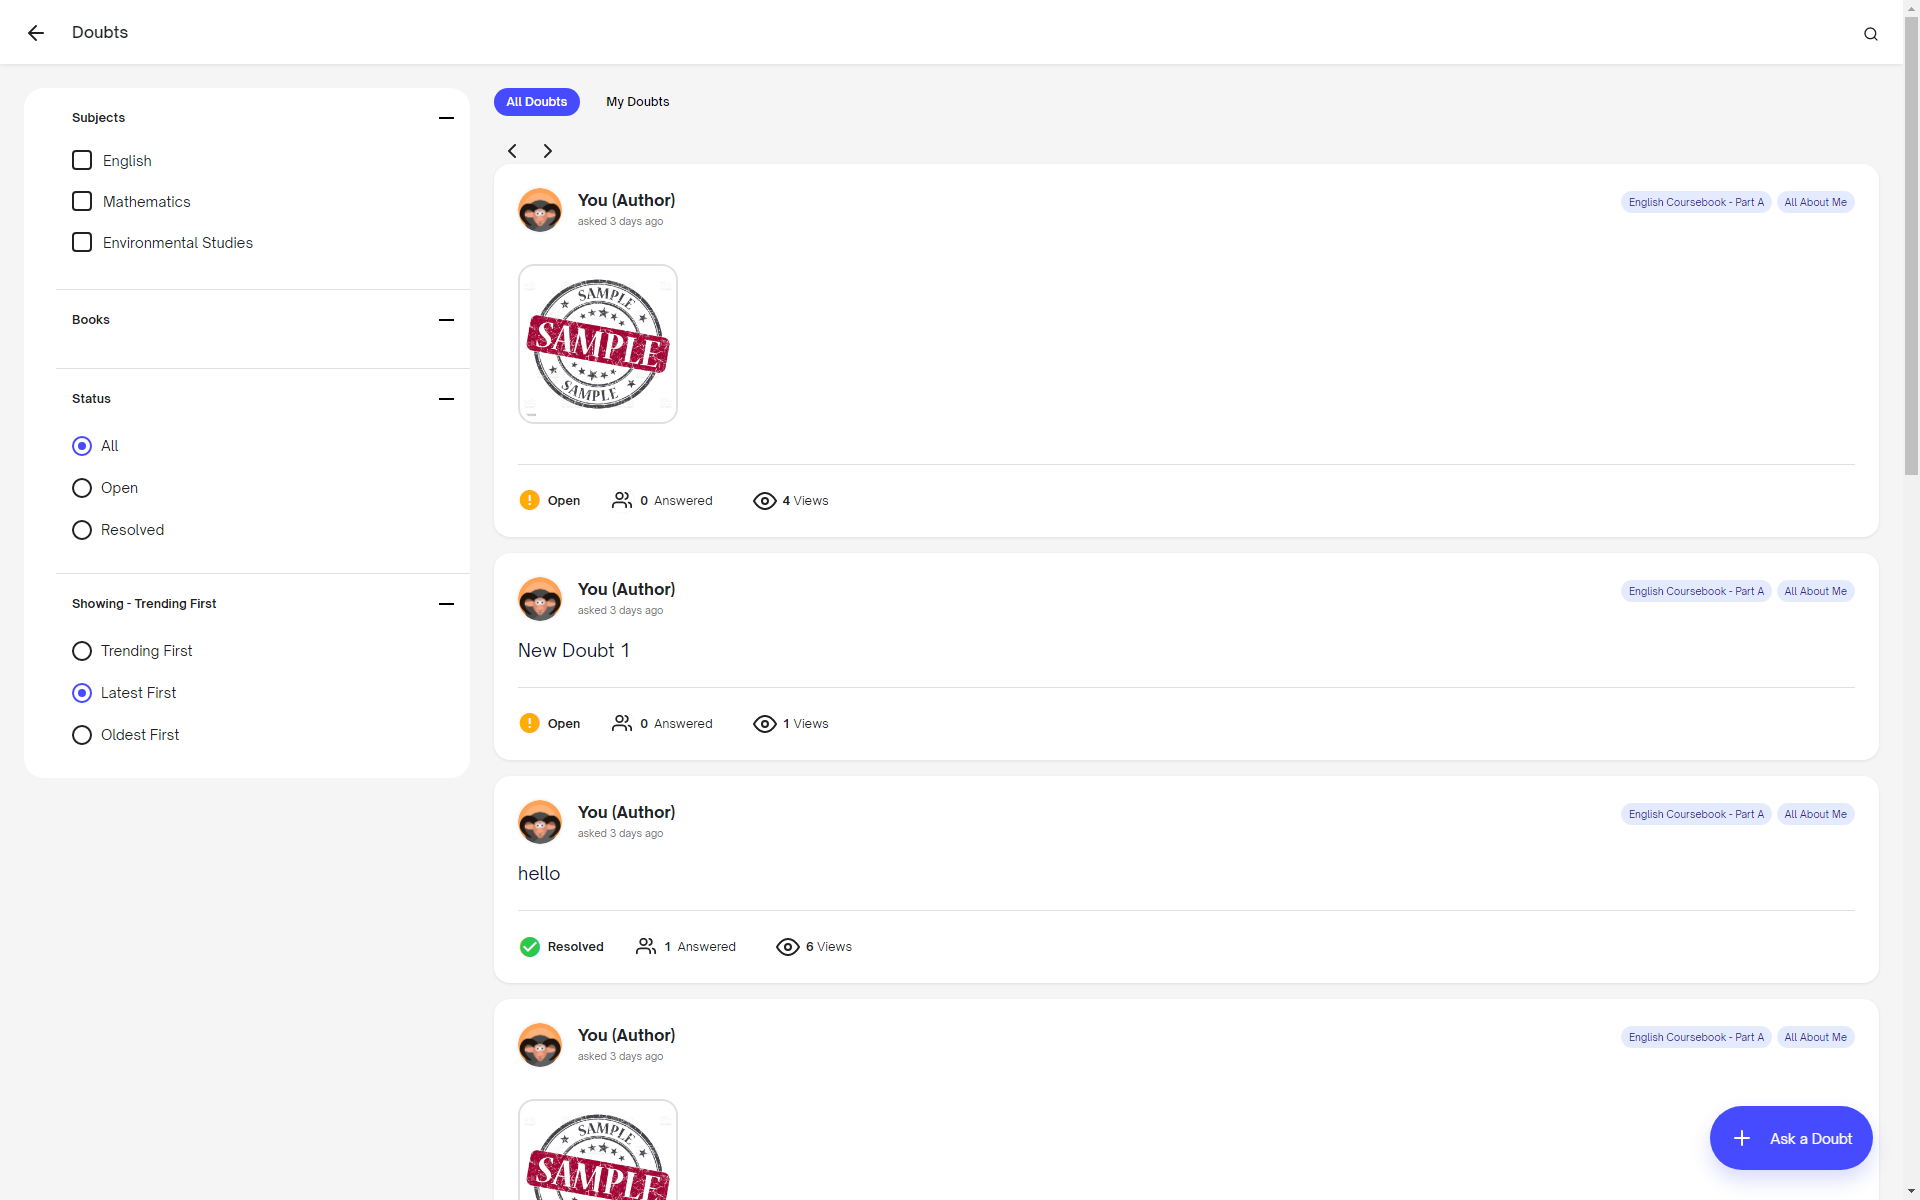 Doubts
Subjects
English
Mathematics
Environmental Studies
Books
Status
All
Open
Resolved
Showing - Trending First
Trending First
Latest First
Oldest First
All Doubts My Doubts
You (Author)
asked 3 days ago
English Coursebook - Part A All About Me
SAMPLE
SAMPLE
SAMPLE
Open 0 Answered 4 Views
You (Author)
asked 3 days ago
English Coursebook - Part A All About Me
New Doubt 1
Open 0 Answered 1 Views
You (Author)
asked 3 days ago
English Coursebook - Part A All About Me
hello
Resolved 1 Answered 6 Views
You (Author)
asked 3 days ago
English Coursebook - Part A All About Me
SAMPLE
SAMPLE
Ask a Doubt